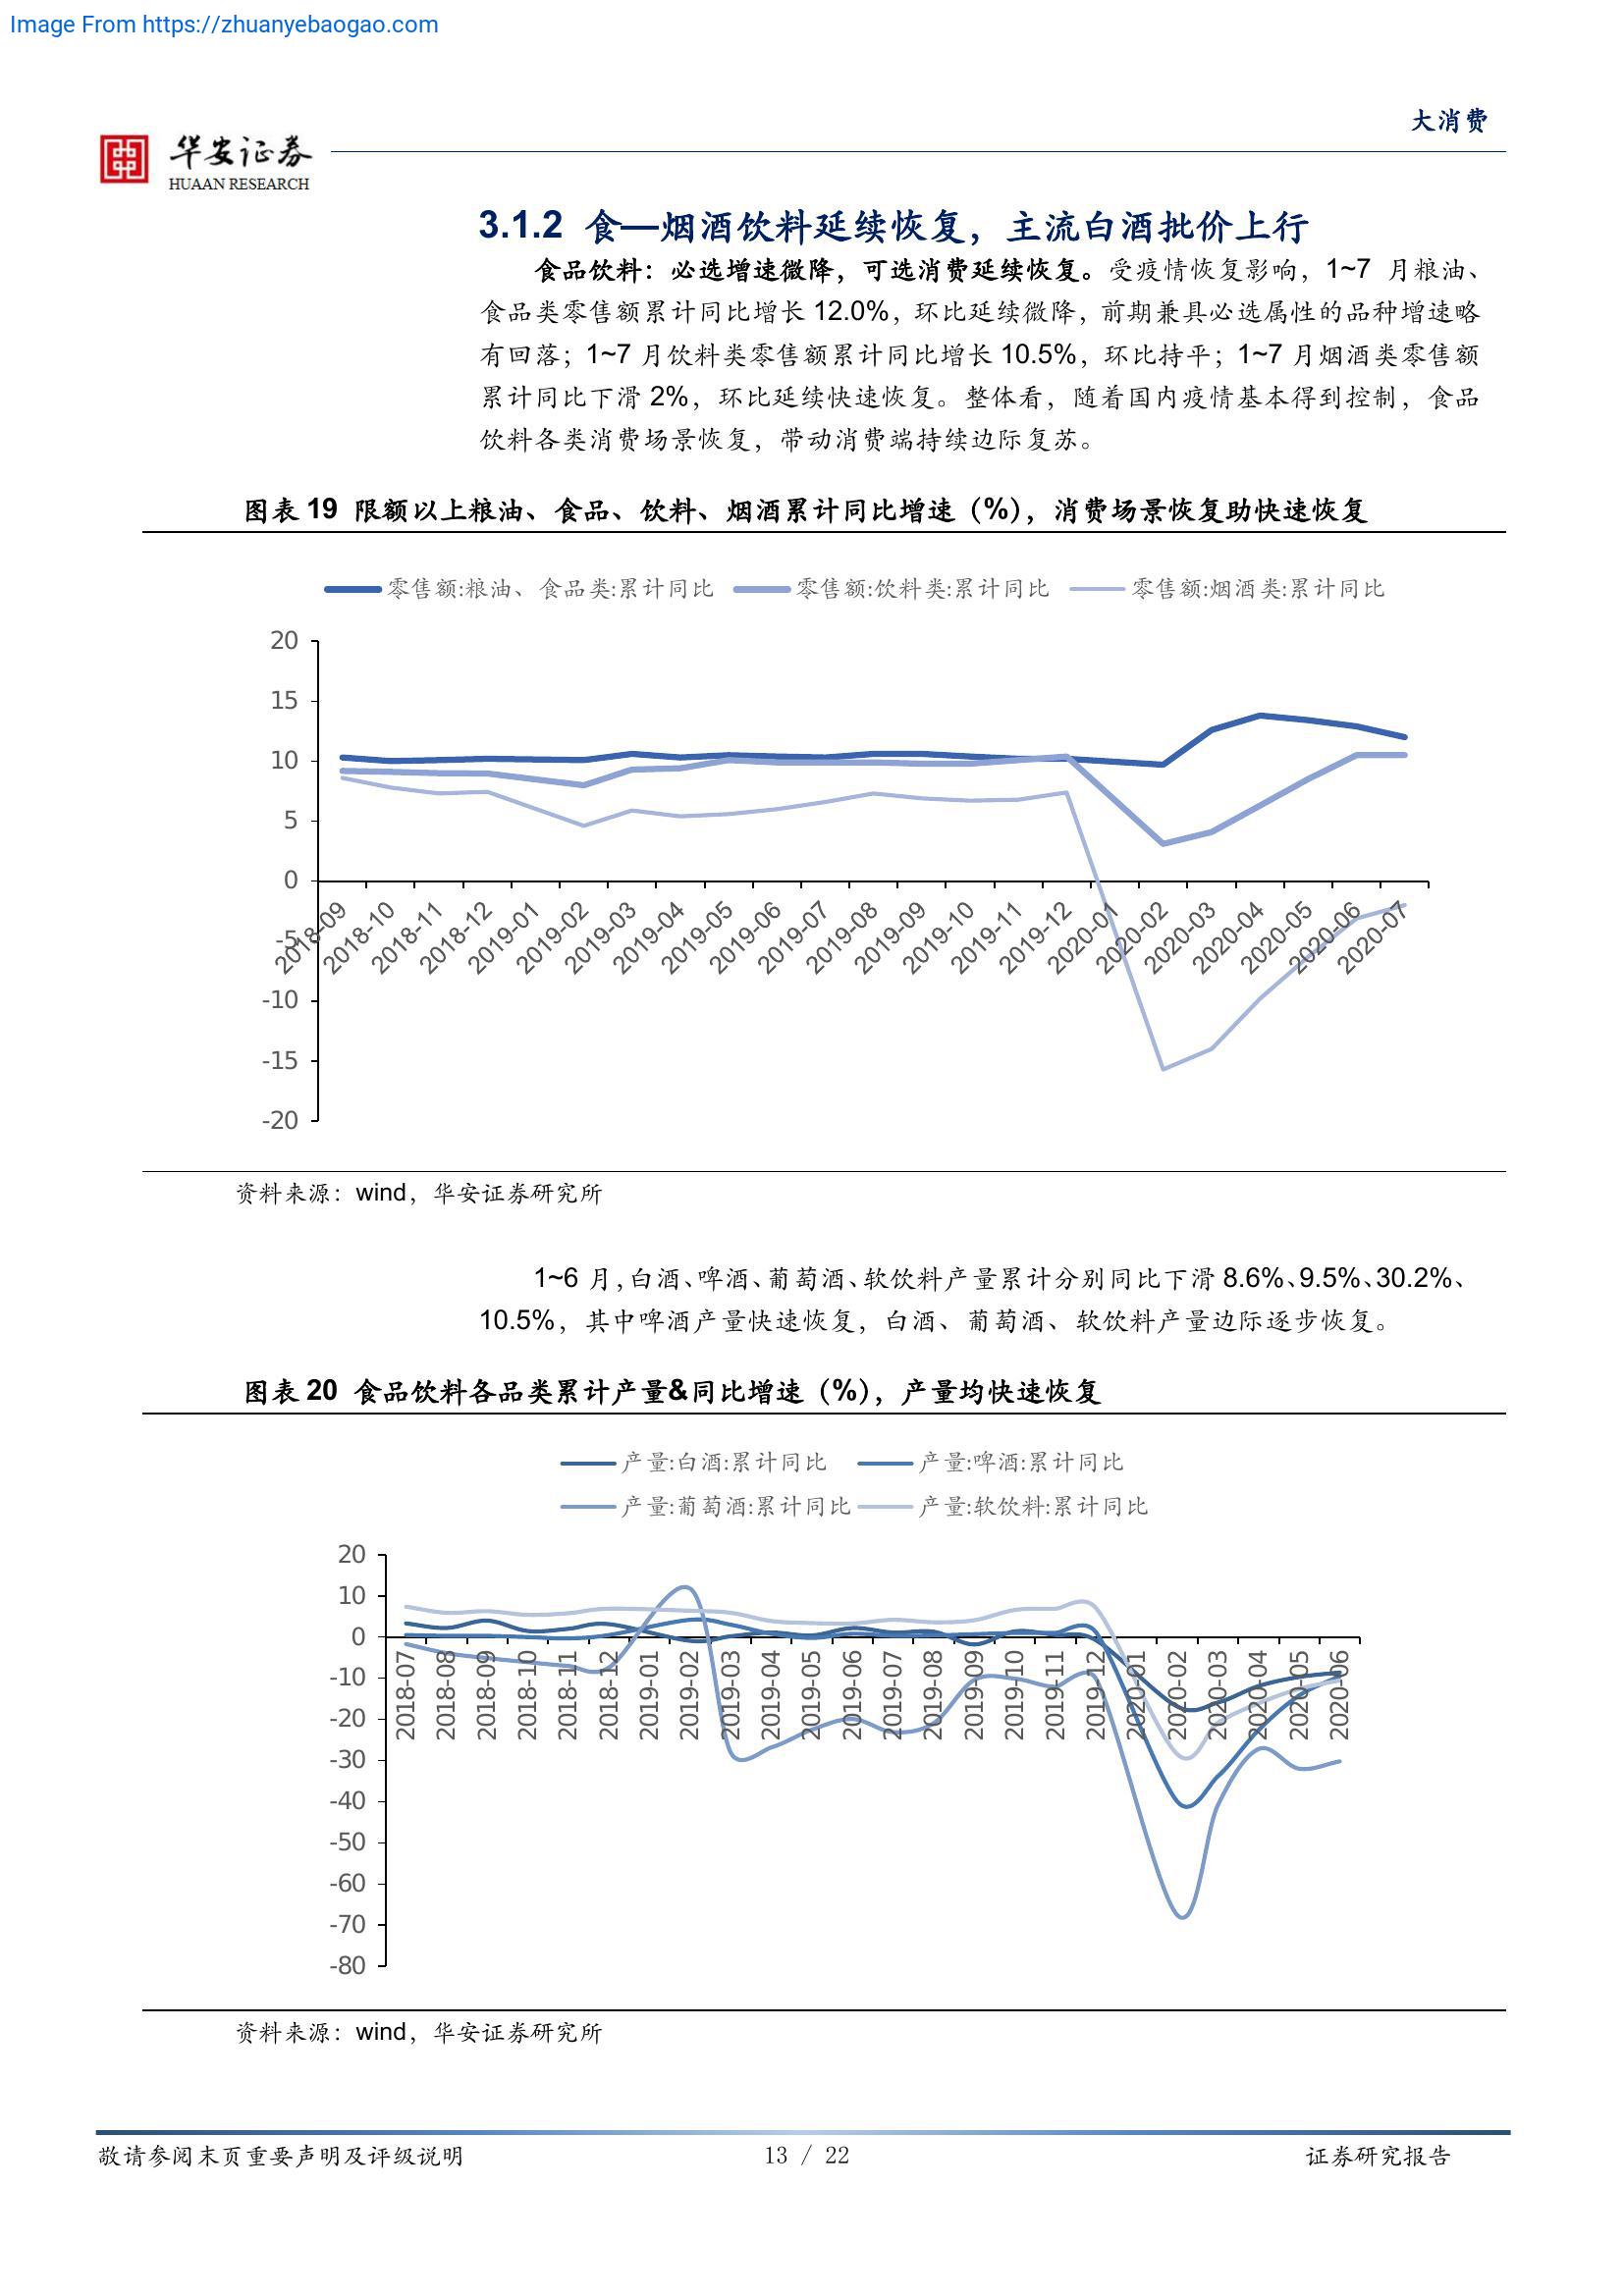 Image From https://zhuanyebaogao.com
大消费
华安证券
HUAAN RESEARCH
3.1.2 食—烟酒饮料延续恢复，主流白酒批价上行
食品饮料：必选增速微降，可选消费延续恢复。受疫情恢复影响，1~7 月粮油、
食品类零售额累计同比增长 12.0%，环比延续微降，前期兼具必选属性的品种增速略
有回落；1~7 月饮料类零售额累计同比增长 10.5%，环比持平；1~7 月烟酒类零售额
累计同比下滑 2%，环比延续快速恢复。整体看，随着国内疫情基本得到控制，食品
饮料各类消费场景恢复，带动消费端持续边际复苏。
图表 19 限额以上粮油、食品、饮料、烟酒累计同比增速（%），消费场景恢复助快速恢复
零售额:粮油、食品类:累计同比 零售额:饮料类:累计同比 零售额:烟酒类:累计同比
20
15
10
5
0
-5
-10
-15
-20
2018-09 2018-10 2018-11 2018-12 2019-01 2019-02 2019-03 2019-04 2019-05 2019-06 2019-07 2019-08 2019-09 2019-10 2019-11 2019-12 2020-01 2020-02 2020-03 2020-04 2020-05 2020-06 2020-07
资料来源：wind，华安证券研究所
1~6 月，白酒、啤酒、葡萄酒、软饮料产量累计分别同比下滑 8.6%、9.5%、30.2%、
10.5%，其中啤酒产量快速恢复，白酒、葡萄酒、软饮料产量边际逐步恢复。
图表 20 食品饮料各品类累计产量&同比增速（%），产量均快速恢复
产量:白酒:累计同比 产量:啤酒:累计同比
产量:葡萄酒:累计同比 产量:软饮料:累计同比
20
10
0
-10
-20
-30
-40
-50
-60
-70
-80
2018-07 2018-08 2018-09 2018-10 2018-11 2018-12 2019-01 2019-02 2019-03 2019-04 2019-05 2019-06 2019-07 2019-08 2019-09 2019-10 2019-11 2019-12 2020-01 2020-02 2020-03 2020-04 2020-05 2020-06
资料来源：wind，华安证券研究所
敬请参阅末页重要声明及评级说明 13 / 22 证券研究报告